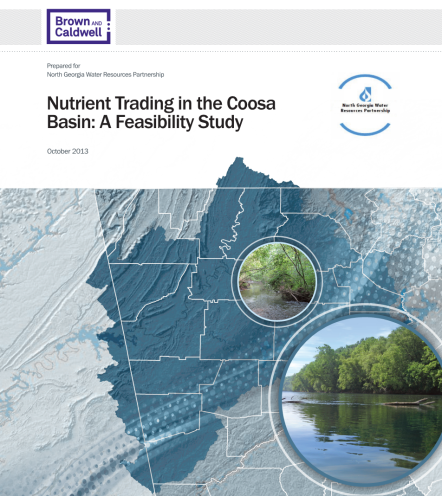 Brown AND
Caldwell
Prepared for
North Georgia Water Resources Partnership
Nutrient Trading in the Coosa
Basin: A Feasibility Study
North Georgia Water
Resources Partnership
October 2013